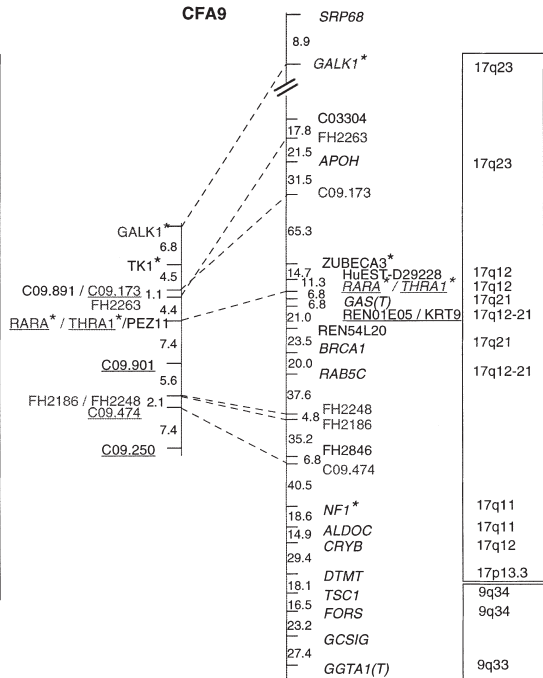 CFA9
SRP68
8.9
GALK1* 17q23
C03304
17.8
FH2263
21.5
APOH 17q23
31.5
C09.173
65.3
GALK1*
6.8
TK1*
4.5
C09.891 / C09.173 1.1
FH2263
4.4
RARA* / THRA1*/PEZ11
7.4
C09.901
5.6
FH2186 / FH2248 2.1
C09.474
7.4
C09.250
ZUBECA3*
14.7 HuEST-D29228 17q12
11.3 RARA* / THRA1* 17q12
6.8 GAS(T) 17q21
6.8
21.0 REN01E05 / KRT9 17q12-21
REN54L20
23.5 BRCA1 17q21
20.0
RAB5C 17q12-21
37.6
FH2248
4.8 FH2186
35.2
FH2846
6.8 C09.474
40.5
NF1* 17q11
18.6
ALDOC 17q11
14.9
CRYB 17q12
29.4
DTMT 17p13.3
18.1
TSC1 9q34
16.5
FORS 9q34
23.2
GCSIG
27.4
GGTA1(T) 9q33